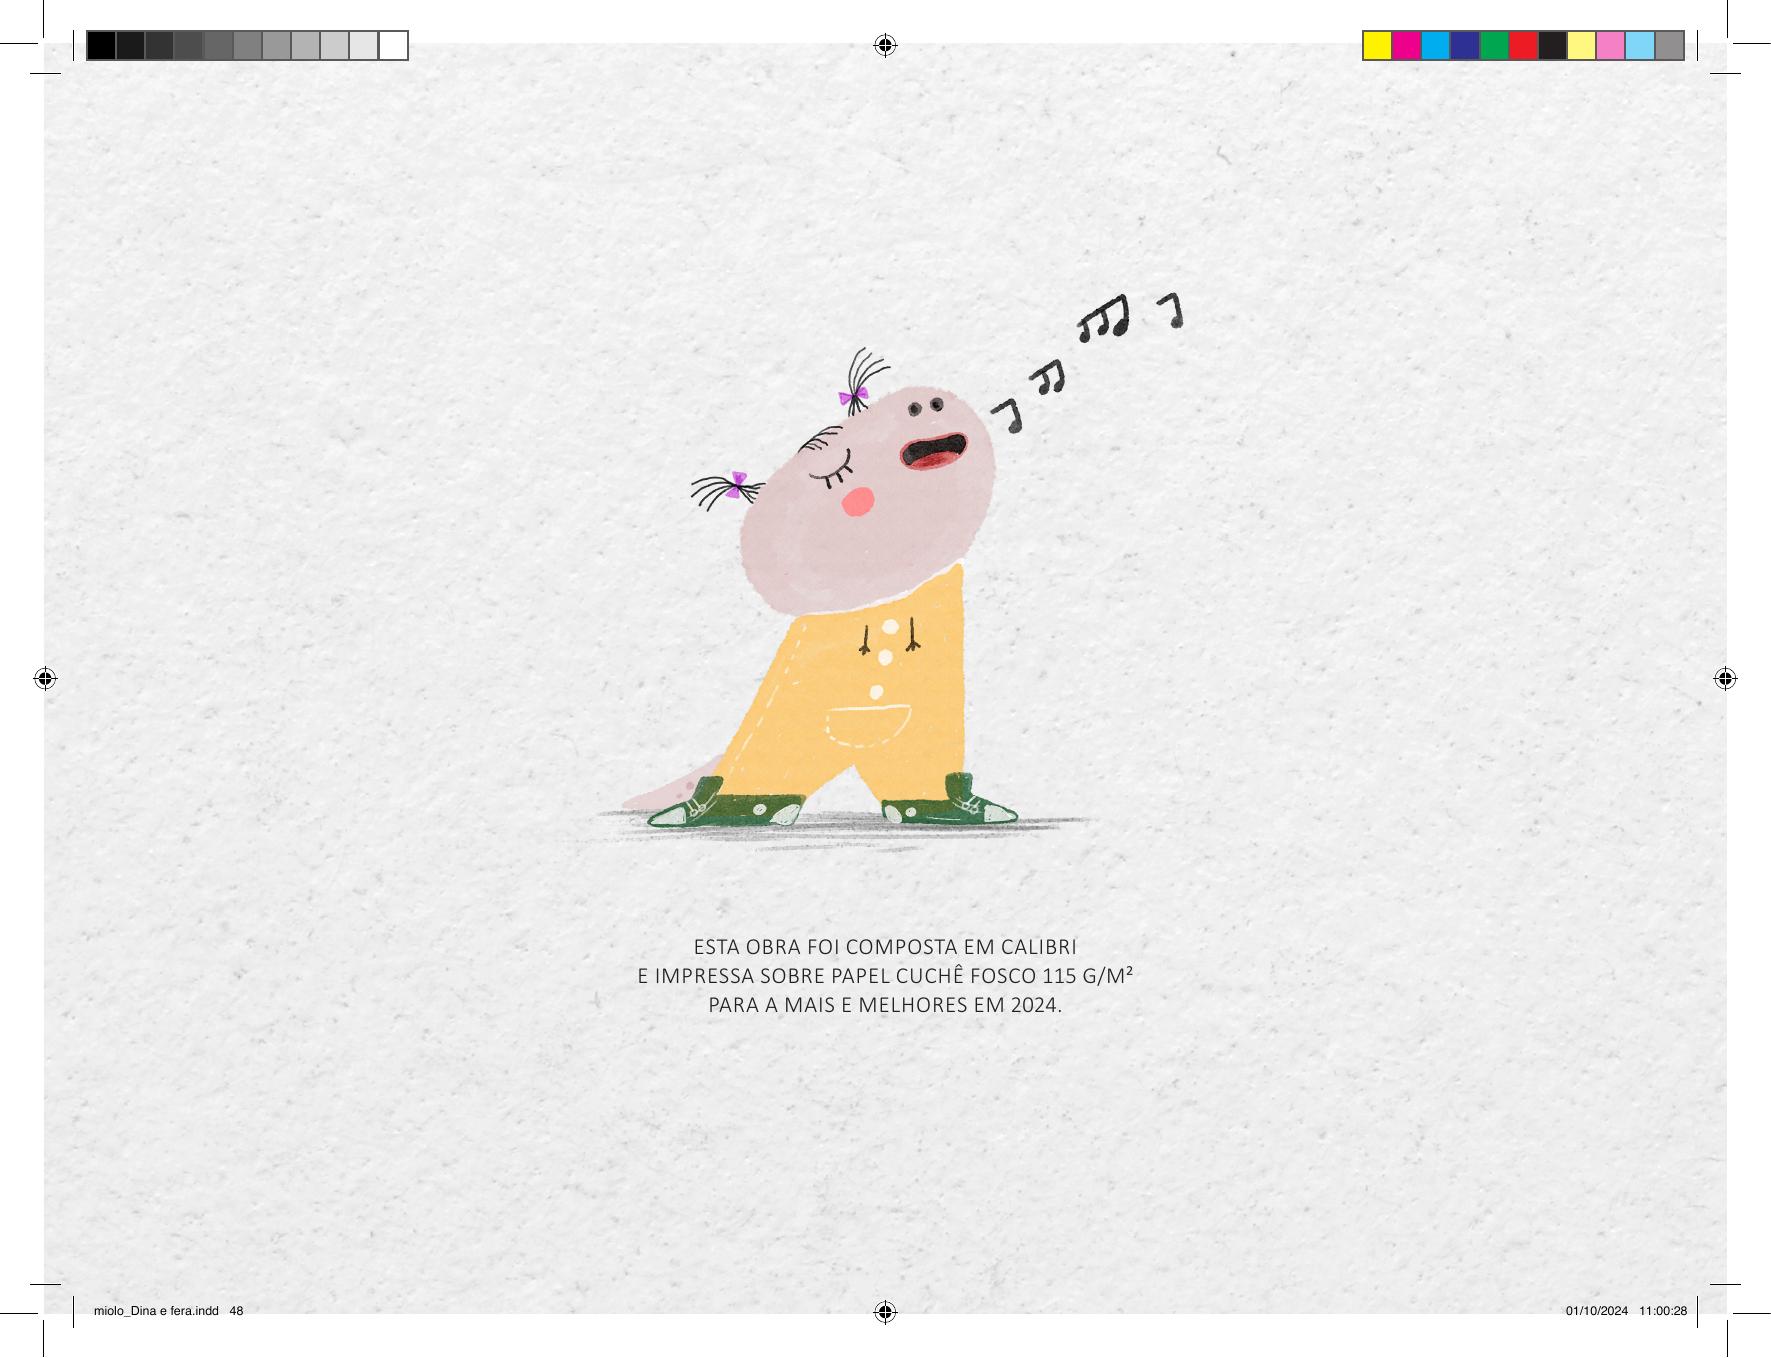 ESTA OBRA FOI COMPOSTA EM CALIBRI
E IMPRESSA SOBRE PAPEL CUCHÊ FOSCO 115 G/M²
PARA A MAIS E MELHORES EM 2024.
miolo_Dina e fera.indd 48
01/10/2024 11:00:28